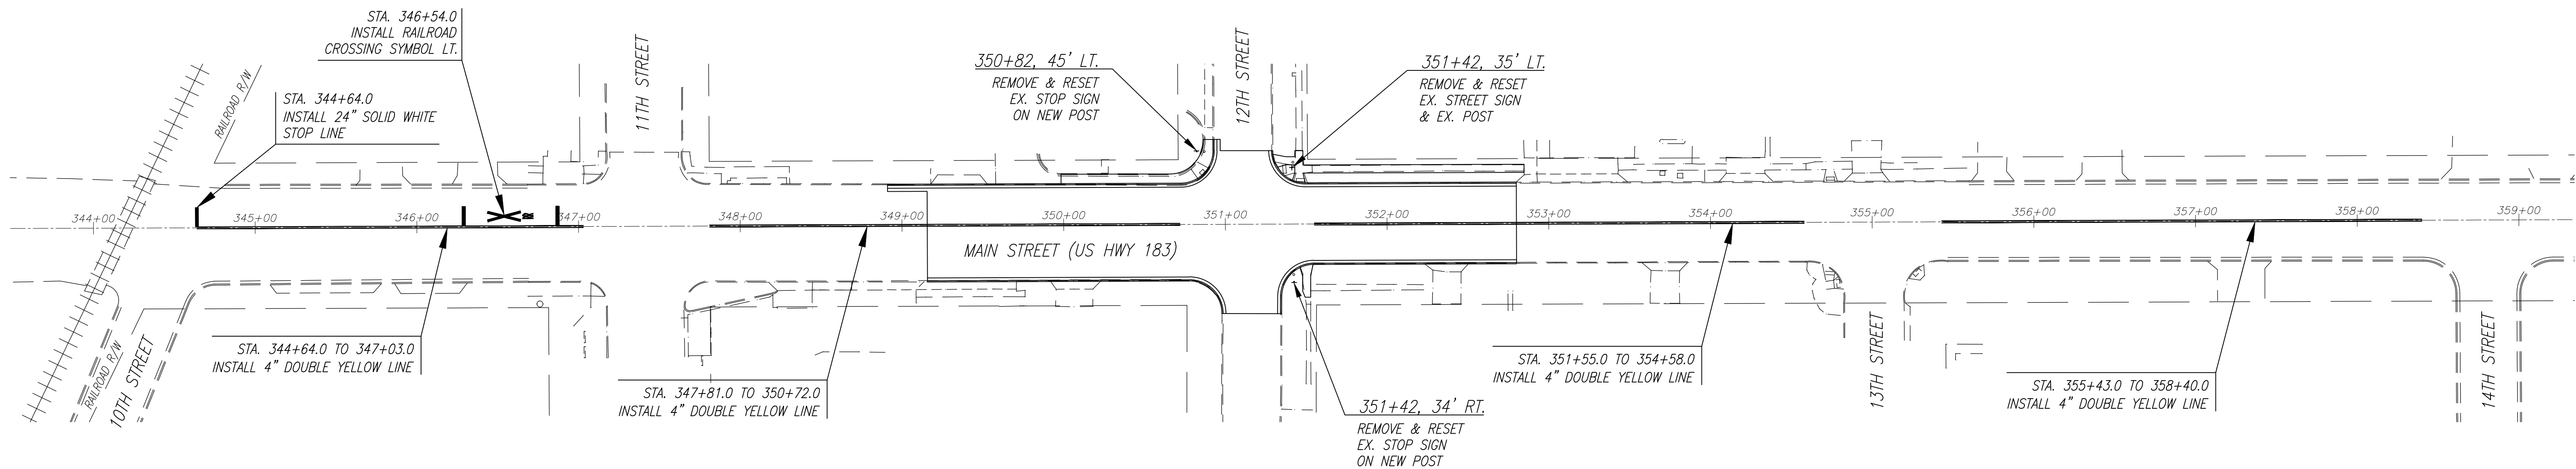 STA. 346+54.0
INSTALL RAILROAD
CROSSING SYMBOL LT.
RAILROAD R/W
STA. 344+64.0
INSTALL 24" SOLID WHITE
STOP LINE
11TH STREET
350+82, 45' LT.
REMOVE & RESET
EX. STOP SIGN
ON NEW POST
12TH STREET
351+42, 35' LT.
REMOVE & RESET
EX. STREET SIGN
& EX. POST
344+00
345+00
346+00
347+00
348+00
349+00
350+00
351+00
352+00
353+00
354+00
355+00
356+00
357+00
358+00
359+00
MAIN STREET (US HWY 183)
RAILROAD R/W
10TH STREET
STA. 344+64.0 TO 347+03.0
INSTALL 4" DOUBLE YELLOW LINE
STA. 347+81.0 TO 350+72.0
INSTALL 4" DOUBLE YELLOW LINE
351+42, 34' RT.
REMOVE & RESET
EX. STOP SIGN
ON NEW POST
STA. 351+55.0 TO 354+58.0
INSTALL 4" DOUBLE YELLOW LINE
13TH STREET
STA. 355+43.0 TO 358+40.0
INSTALL 4" DOUBLE YELLOW LINE
14TH STREET